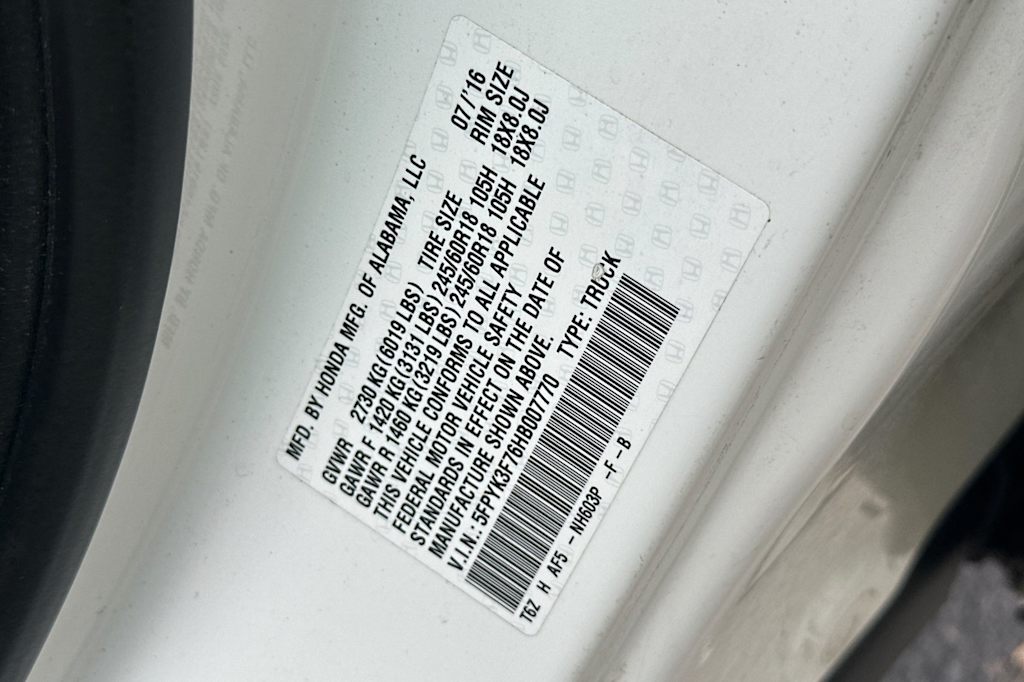 MFD. BY HONDA MFG. OF ALABAMA, LLC 07/'16
GVWR 2730 KG(6019 LBS) TIRE SIZE RIM SIZE
GAWR F 1420 KG(3131 LBS) 245/60R18 105H 18X8.0J
GAWR R 1460 KG(3219 LBS) 245/60R18 105H 18X8.0J
THIS VEHICLE CONFORMS TO ALL APPLICABLE
FEDERAL MOTOR VEHICLE SAFETY
STANDARDS IN EFFECT ON THE DATE OF
MANUFACTURE SHOWN ABOVE.
V.I.N.: 5FPYK3F76HB007770 TYPE: TRUCK
T6Z H AF5 -NH603P -F-B